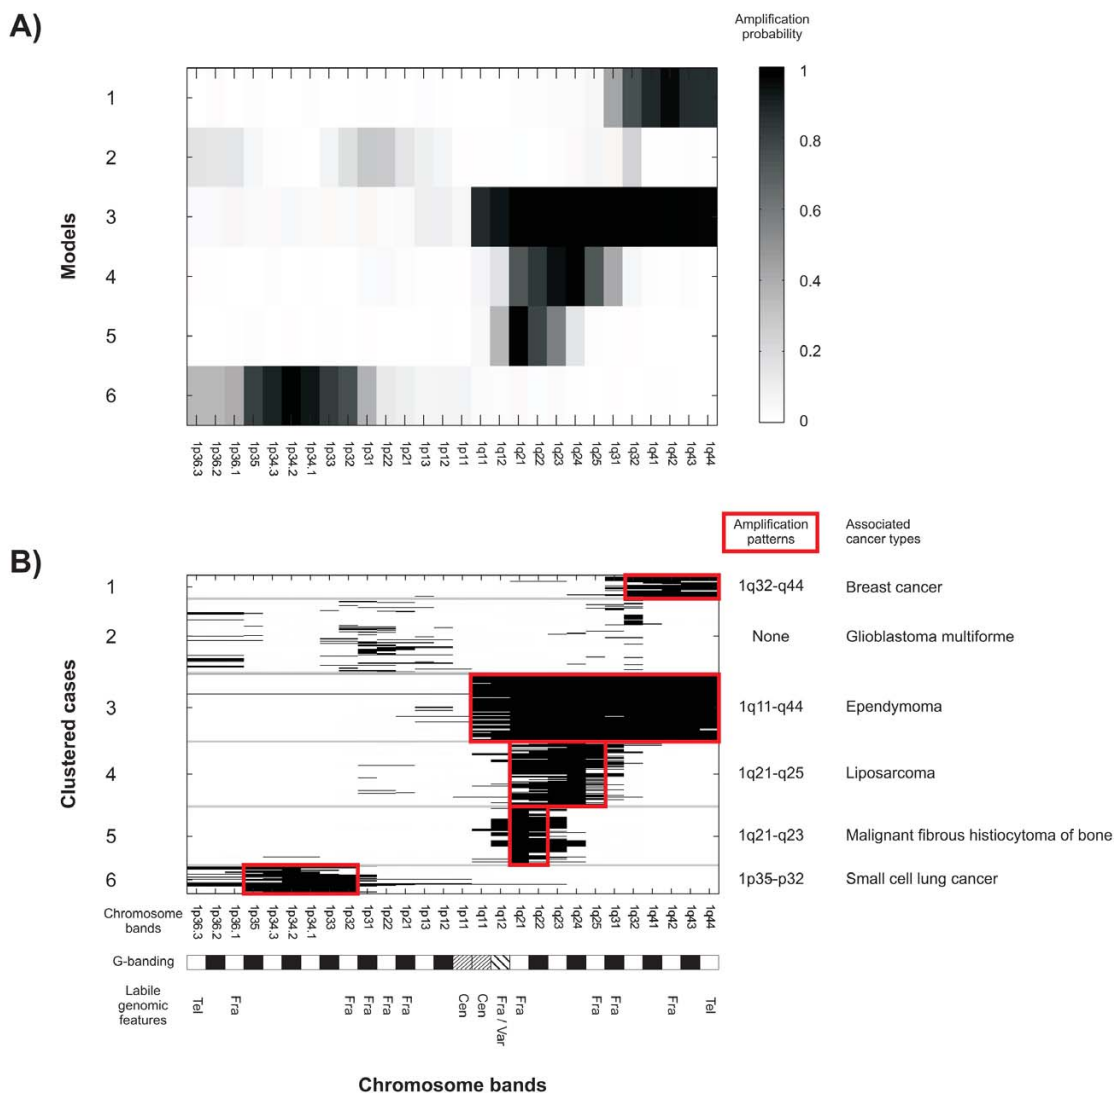 A)
Amplification
probability
1
0.8
0.6
0.4
0.2
0
Models
1
2
3
4
5
6
1p36.3 1p36.2 1p36.1 1p35 1p34.3 1p34.2 1p34.1 1p33 1p32 1p31 1p22 1p21 1p13 1p12 1p11 1q11 1q12 1q21 1q22 1q23 1q24 1q25 1q31 1q32 1q41 1q42 1q43 1q44
Amplification
patterns
Associated
cancer types
B)
Clustered cases
1 1q32-q44 Breast cancer
2 None Glioblastoma multiforme
3 1q11-q44 Ependymoma
4 1q21-q25 Liposarcoma
5 1q21-q23 Malignant fibrous histiocytoma of bone
6 1p35-p32 Small cell lung cancer
Chromosome
bands
1p36.3 1p36.2 1p36.1 1p35 1p34.3 1p34.2 1p34.1 1p33 1p32 1p31 1p22 1p21 1p12 1p11 1q11 1q21 1q22 1q23 1q24 1q25 1q31 1q32 1q41 1q42 1q43 1q44
G-banding
Labile
genomic
features
Tel Fra Fra Fra Fra Fra Cen Cen Fra / Var Fra Fra Fra Fra Tel
Chromosome bands